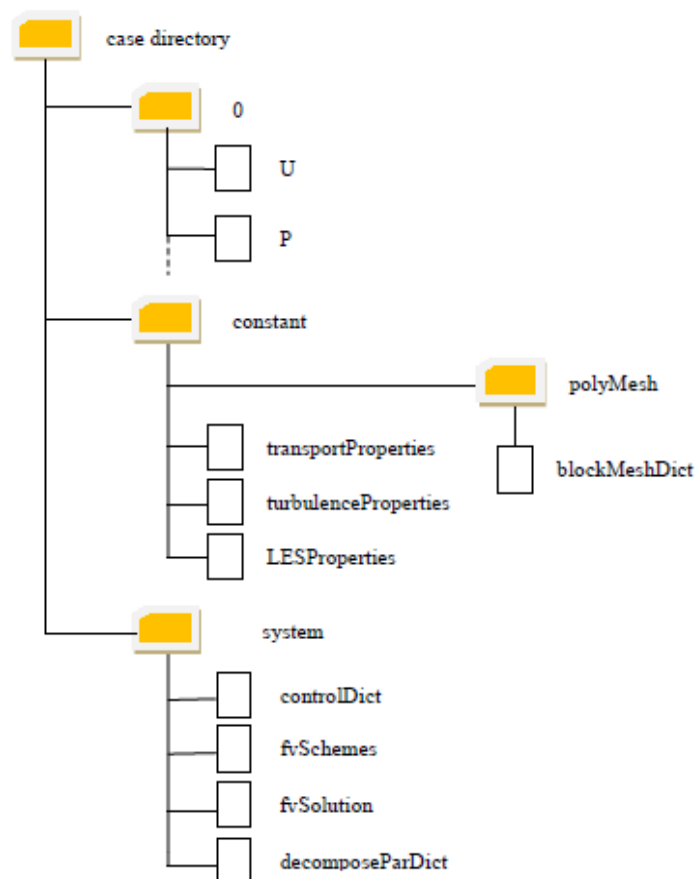 case directory
0
U
P
constant
polyMesh
transportProperties
blockMeshDict
turbulenceProperties
LESProperties
system
controlDict
fvSchemes
fvSolution
decomposeParDict